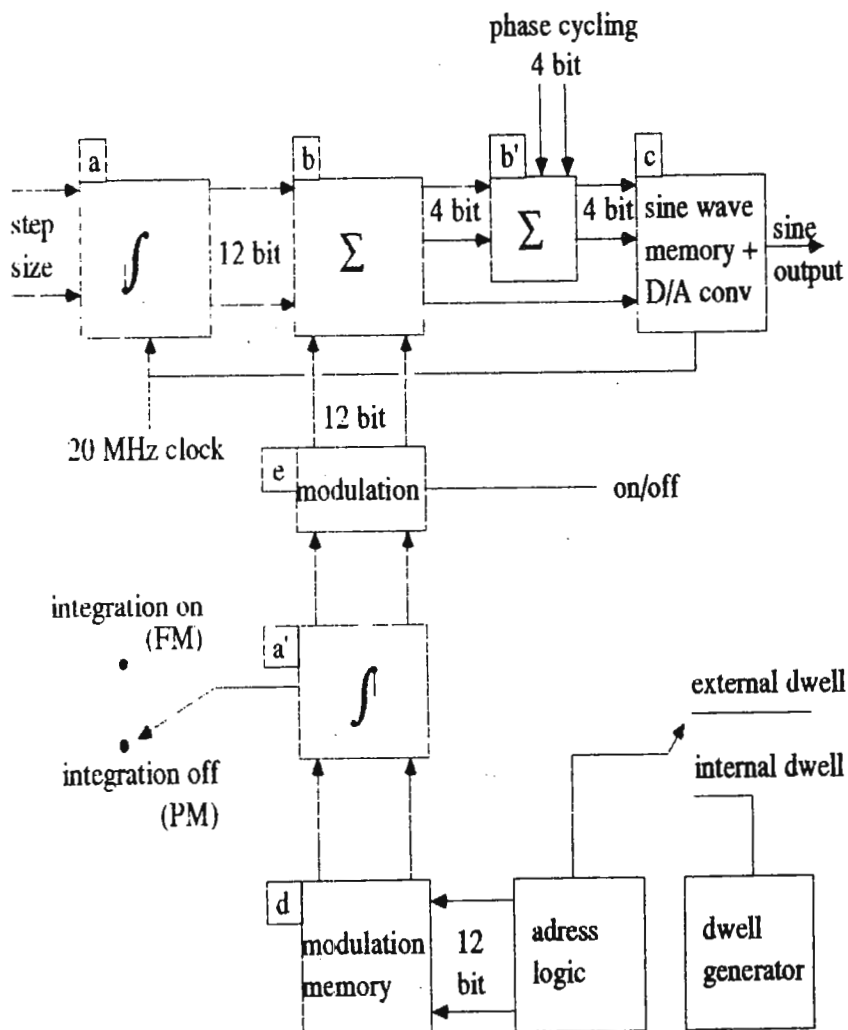 phase cycling
4 bit
a
b
b'
c
step
size
∫
12 bit
Σ
4 bit
Σ
4 bit
sine wave
memory +
D/A conv
sine
output
20 MHz clock
12 bit
e
modulation
on/off
integration on
(FM)
a'
∫
integration off
(PM)
external dwell
internal dwell
d
modulation
memory
12
bit
adress
logic
dwell
generator